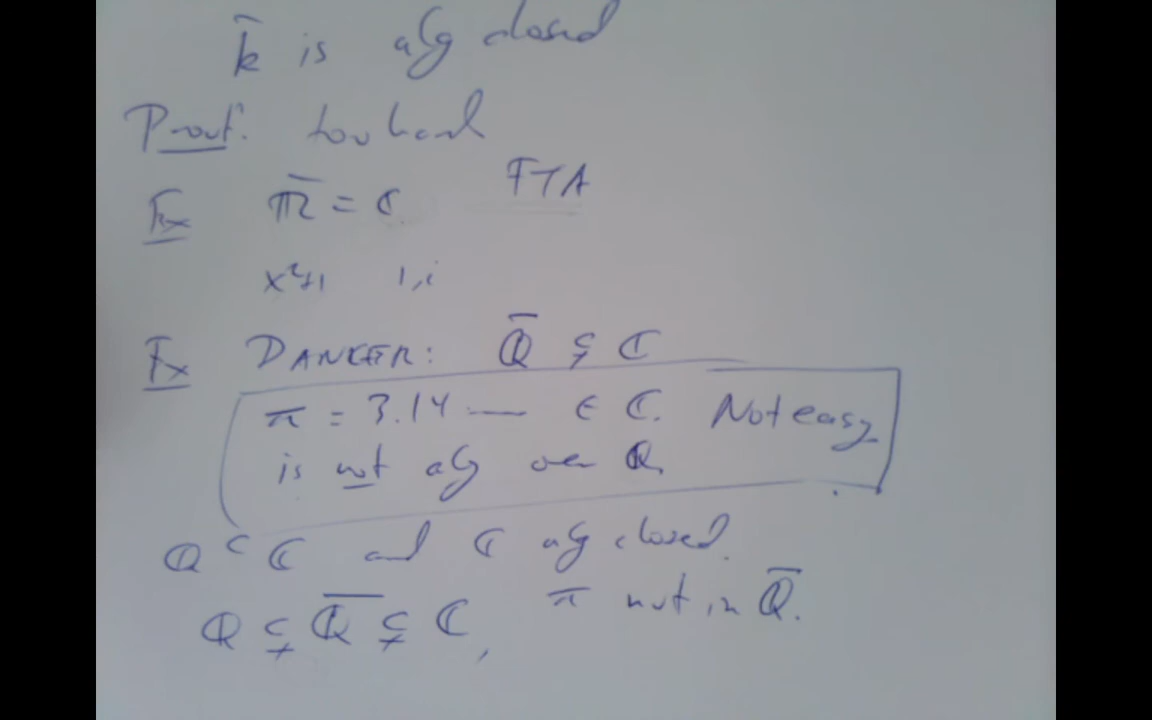 k̄ is alg closed
Proof. too hard
Ex ℝ̄ = ℂ FTA
x²+1 1, i
Ex DANGER: ℚ̄ ⊊ ℂ
π = 3.14 — ∈ ℂ. Not easy
is not alg over ℚ.
ℚ ⊂ ℂ and ℂ alg closed.
ℚ ⊊ ℚ̄ ⊊ ℂ, π not in ℚ̄.